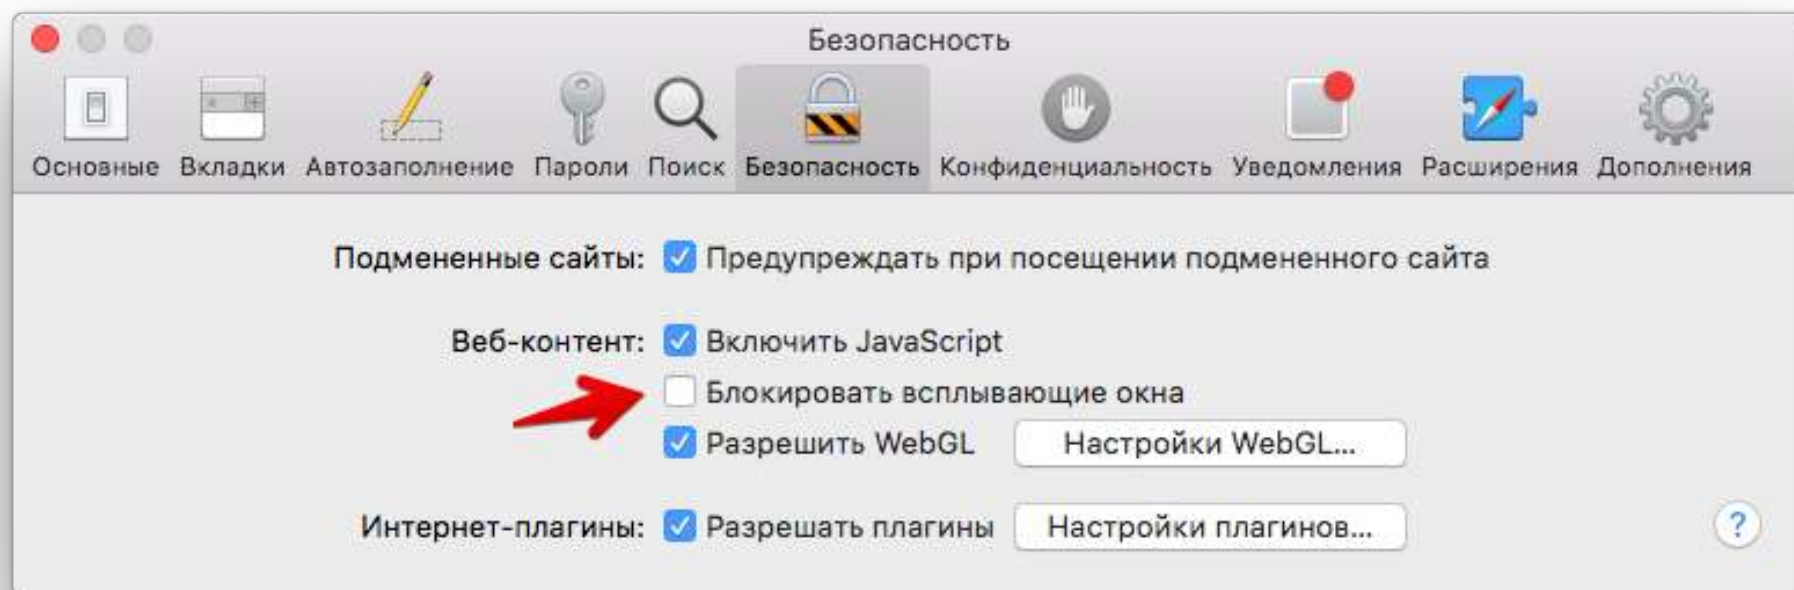 Безопасность
Основные Вкладки Автозаполнение Пароли Поиск Безопасность Конфиденциальность Уведомления Расширения Дополнения
Подмененные сайты: Предупреждать при посещении подмененного сайта
Веб-контент: Включить JavaScript
Блокировать всплывающие окна
Разрешить WebGL Настройки WebGL...
Интернет-плагины: Разрешать плагины Настройки плагинов... ?